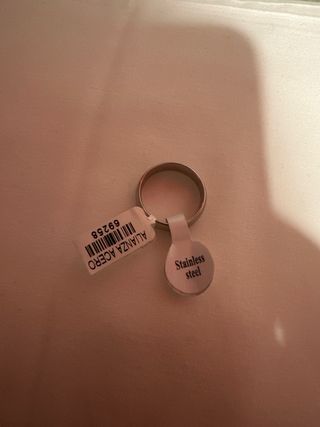 ALIANZA ACERO
69258
Stainless
steel